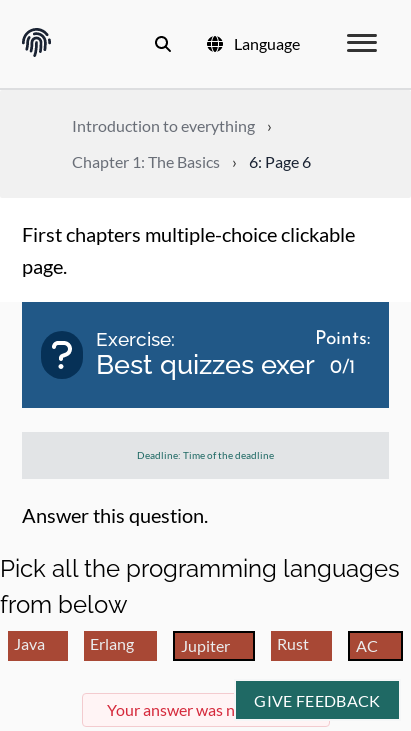 Language
Introduction to everything ›
Chapter 1: The Basics › 6: Page 6
First chapters multiple-choice clickable
page.
Exercise:
Best quizzes exer
Points:
0/1
Deadline: Time of the deadline
Answer this question.
Pick all the programming languages
from below
Java Erlang Jupiter Rust AC
Your answer was
GIVE FEEDBACK